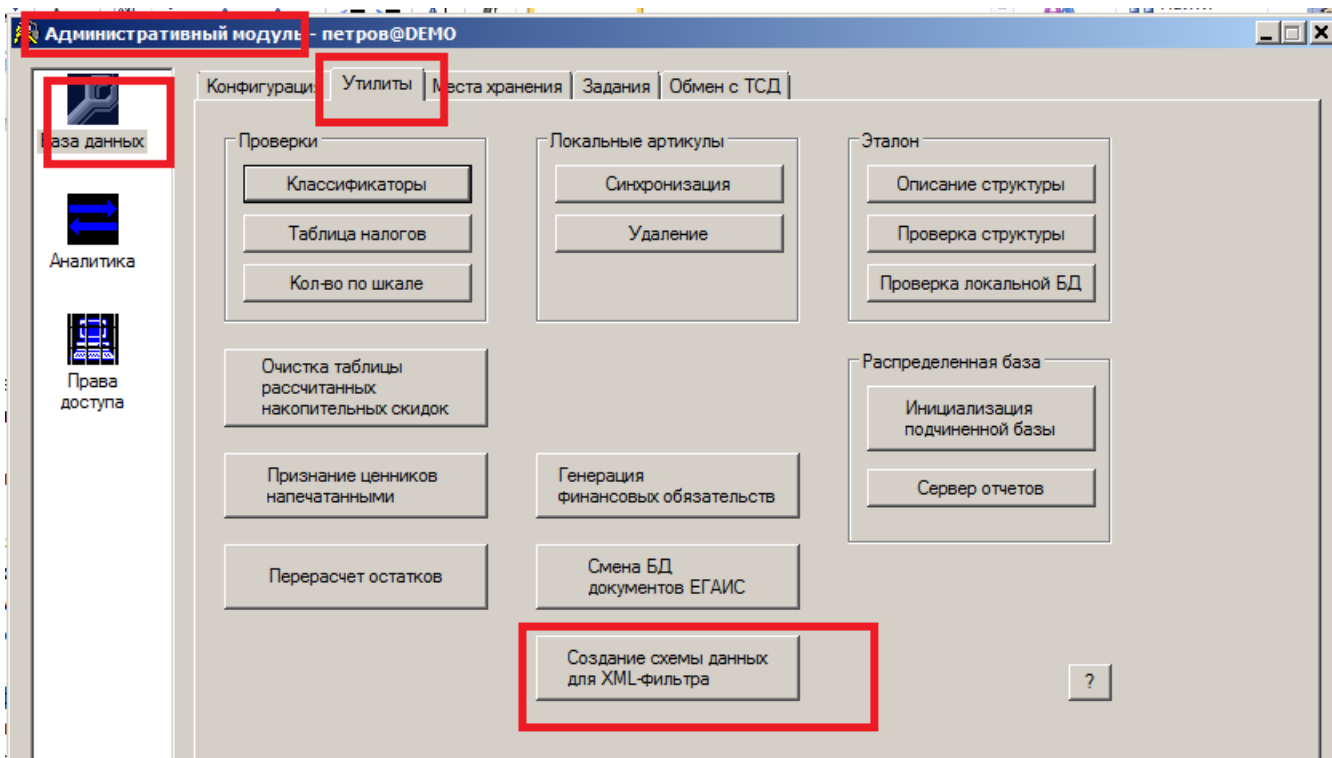 Административный модуль - петров@DEMO
База данных
Аналитика
Права
доступа
Конфигурация Утилиты Места хранения Задания Обмен с ТСД
Проверки
Классификаторы
Таблица налогов
Кол-во по шкале
Локальные артикулы
Синхронизация
Удаление
Эталон
Описание структуры
Проверка структуры
Проверка локальной БД
Очистка таблицы
рассчитанных
накопительных скидок
Распределенная база
Инициализация
подчиненной базы
Сервер отчетов
Признание ценников
напечатанными
Генерация
финансовых обязательств
Перерасчет остатков
Смена БД
документов ЕГАИС
Создание схемы данных
для XML-фильтра
?